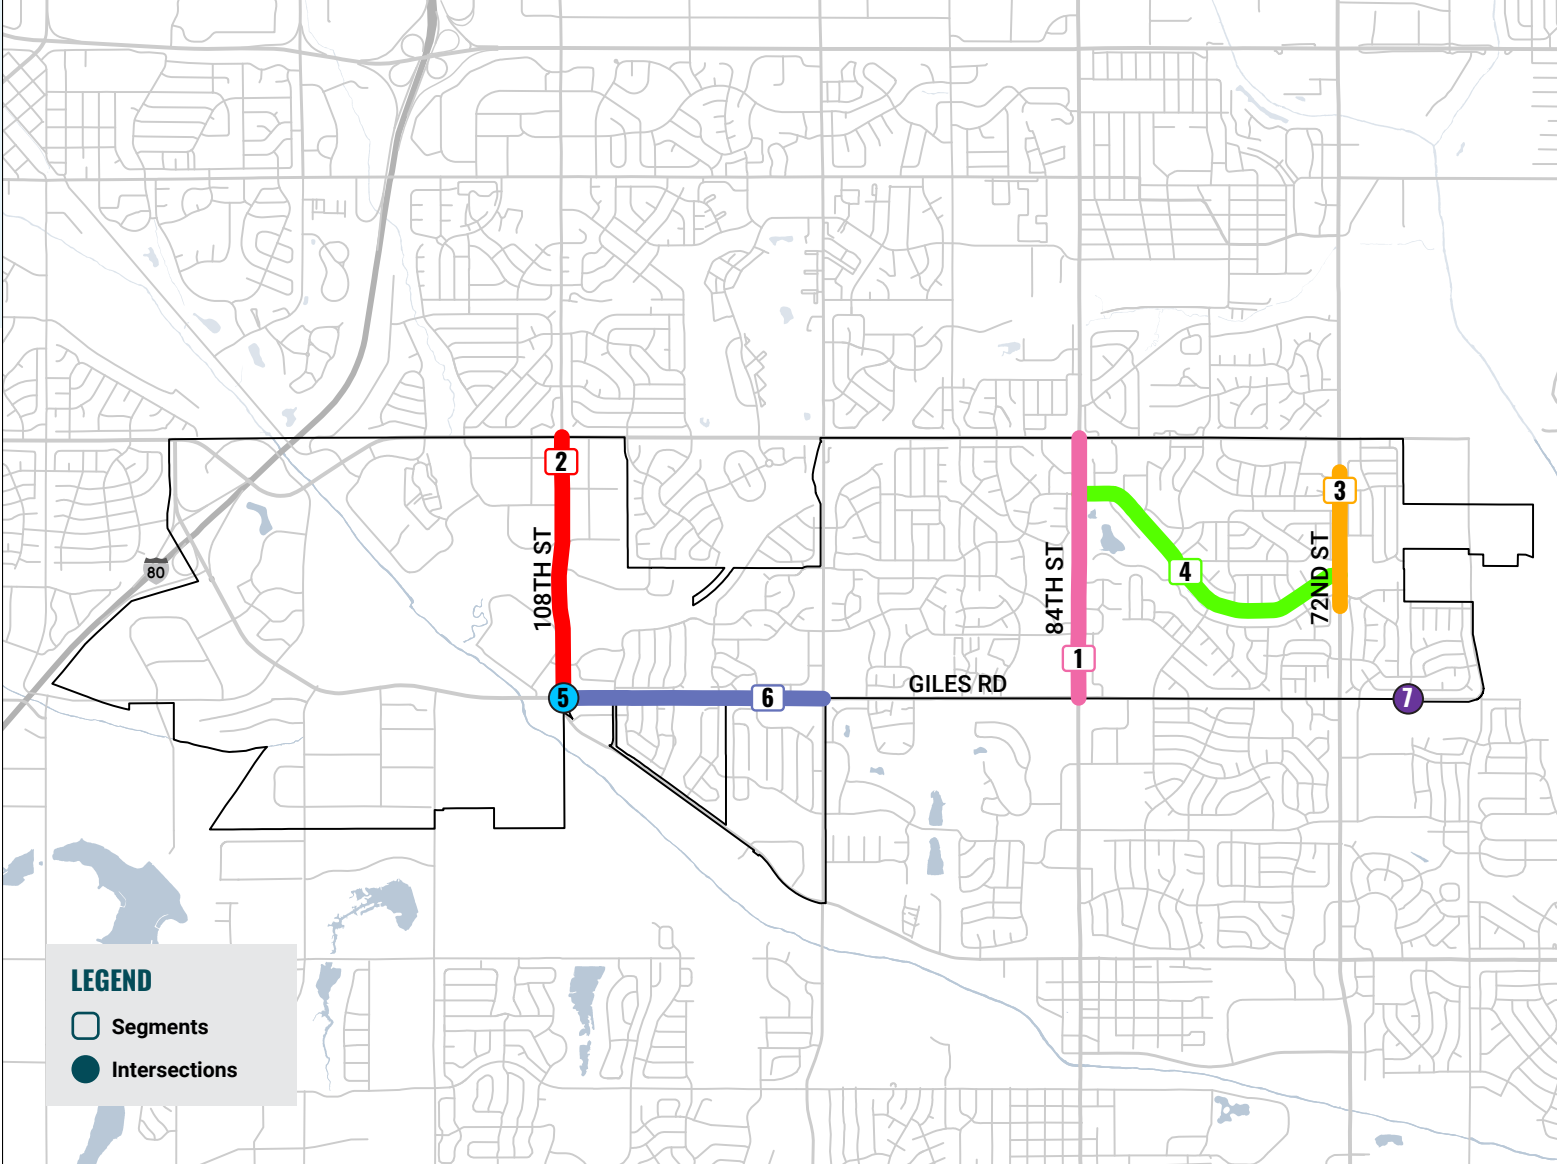 2
3
108TH ST
84TH ST
72ND ST
80
4
1
GILES RD
5
6
7
LEGEND
Segments
Intersections